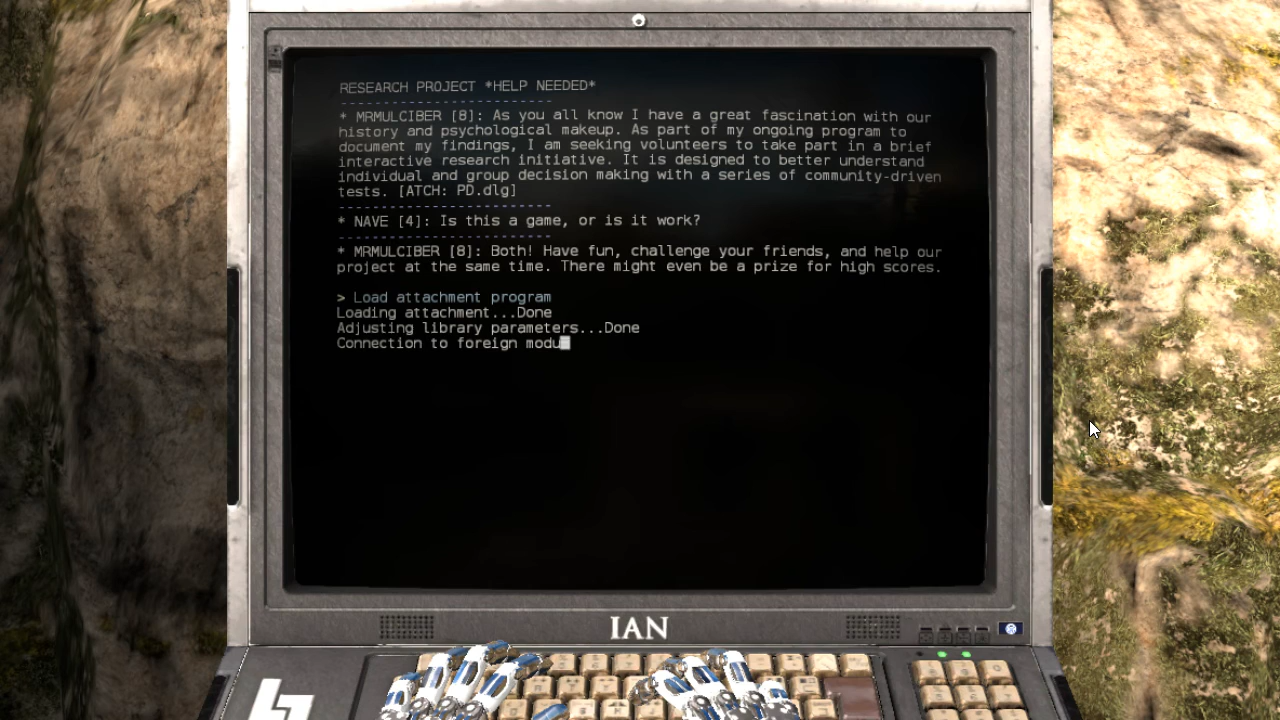 RESEARCH PROJECT *HELP NEEDED*
------------------------
* MRMULCIBER [8]: As you all know I have a great fascination with our
history and psychological makeup. As part of my ongoing program to
document my findings, I am seeking volunteers to take part in a brief
interactive research initiative. It is designed to better understand
individual and group decision making with a series of community-driven
tests. [ATCH: PD.dlg]
------------------------
* NAVE [4]: Is this a game, or is it work?
------------------------
* MRMULCIBER [8]: Both! Have fun, challenge your friends, and help our
project at the same time. There might even be a prize for high scores.
> Load attachment program
Loading attachment...Done
Adjusting library parameters...Done
Connection to foreign modu
IAN